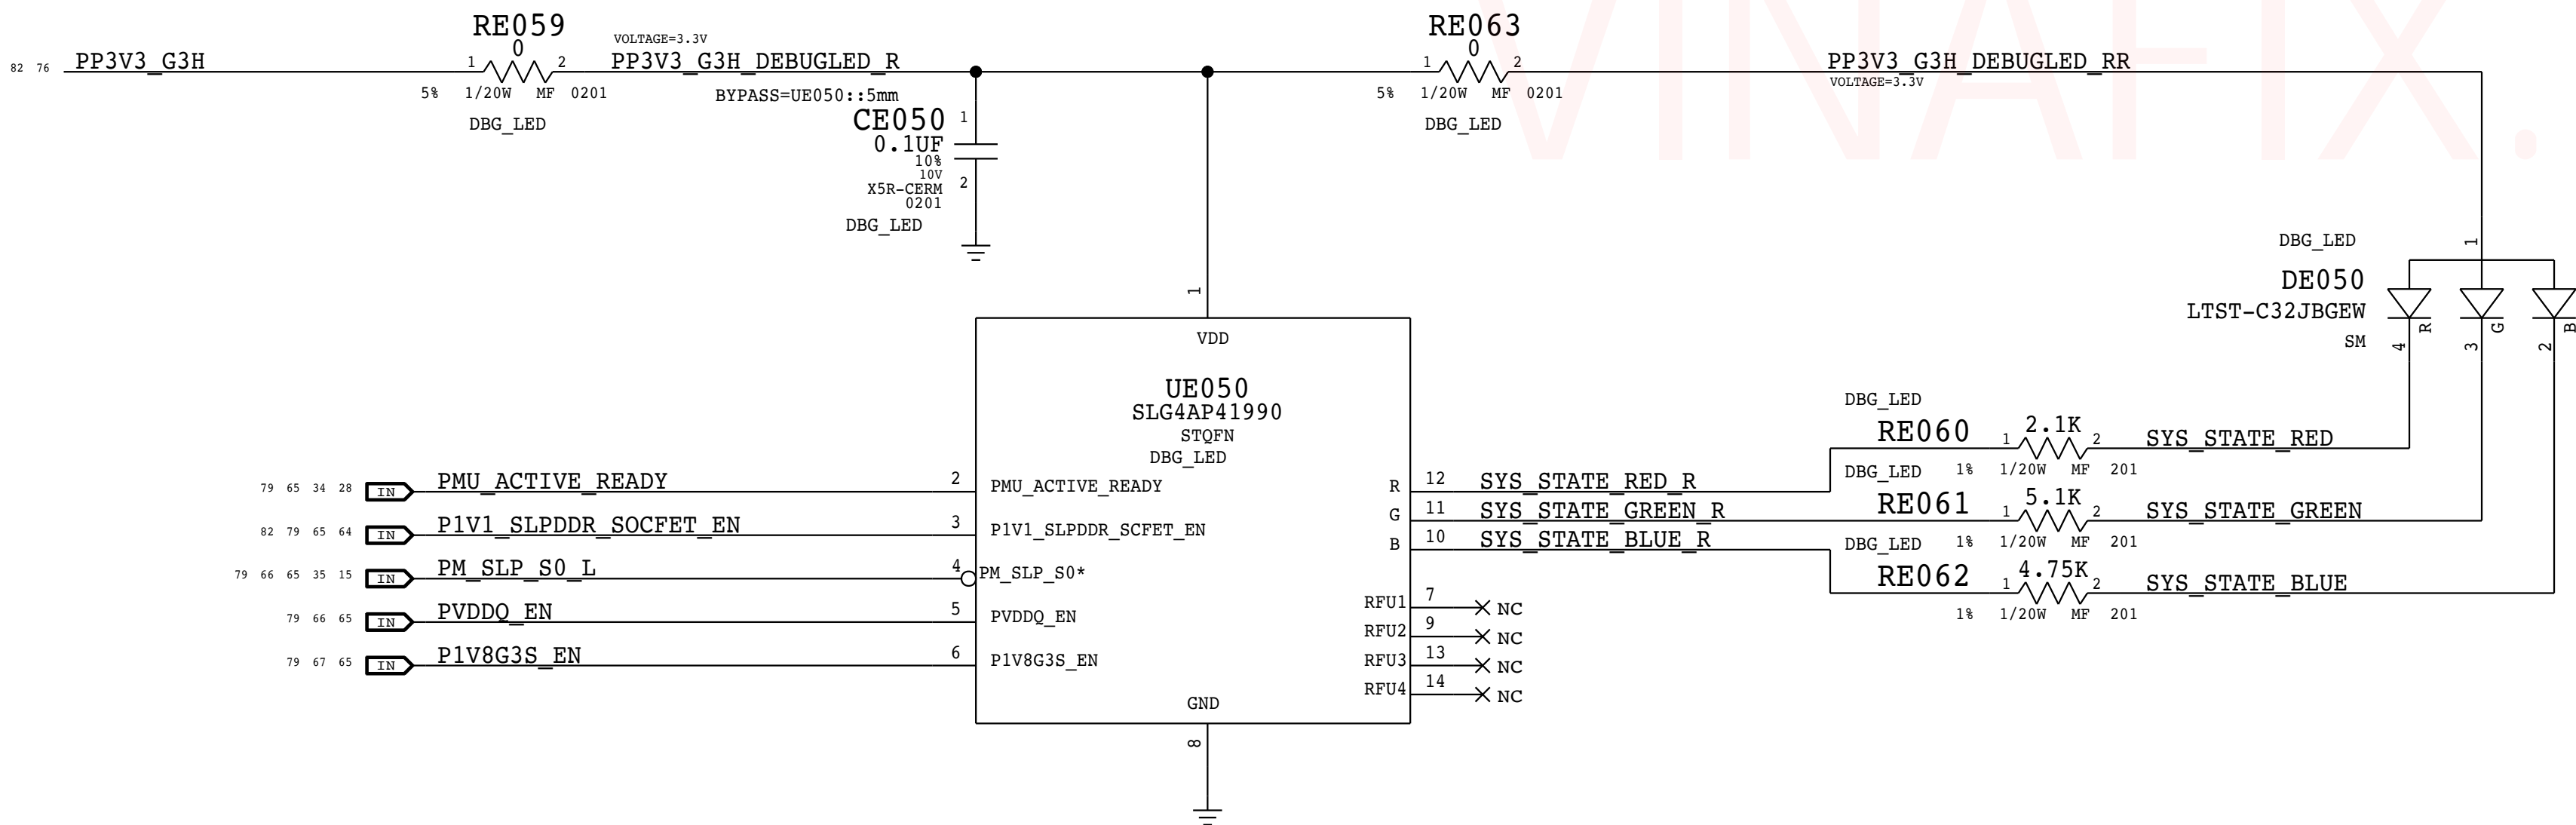 VINAFIX.
RE059
0
1 2
5% 1/20W MF 0201
DBG_LED
82 76 PP3V3_G3H
VOLTAGE=3.3V
PP3V3_G3H_DEBUGLED_R
BYPASS=UE050::5mm
CE050
0.1UF
10%
10V
X5R-CERM
0201
DBG_LED
1
2
RE063
0
1 2
5% 1/20W MF 0201
DBG_LED
PP3V3_G3H_DEBUGLED_RR
VOLTAGE=3.3V
DBG_LED
DE050
LTST-C32JBGEW
SM
1
R G B
4 3 2
1
VDD
UE050
SLG4AP41990
STQFN
DBG_LED
79 65 34 28 IN PMU_ACTIVE_READY 2 PMU_ACTIVE_READY
82 79 65 64 IN P1V1_SLPDDR_SOCFET_EN 3 P1V1_SLPDDR_SCFET_EN
79 66 65 35 15 IN PM_SLP_S0_L 4 PM_SLP_S0*
79 66 65 IN PVDDQ_EN 5 PVDDQ_EN
79 67 65 IN P1V8G3S_EN 6 P1V8G3S_EN
R 12 SYS_STATE_RED_R
G 11 SYS_STATE_GREEN_R
B 10 SYS_STATE_BLUE_R
RFU1 7 NC
RFU2 9 NC
RFU3 13 NC
RFU4 14 NC
GND
8
DBG_LED
RE060 1 2.1K 2 SYS_STATE_RED
1% 1/20W MF 201
DBG_LED
RE061 1 5.1K 2 SYS_STATE_GREEN
1% 1/20W MF 201
DBG_LED
RE062 1 4.75K 2 SYS_STATE_BLUE
1% 1/20W MF 201